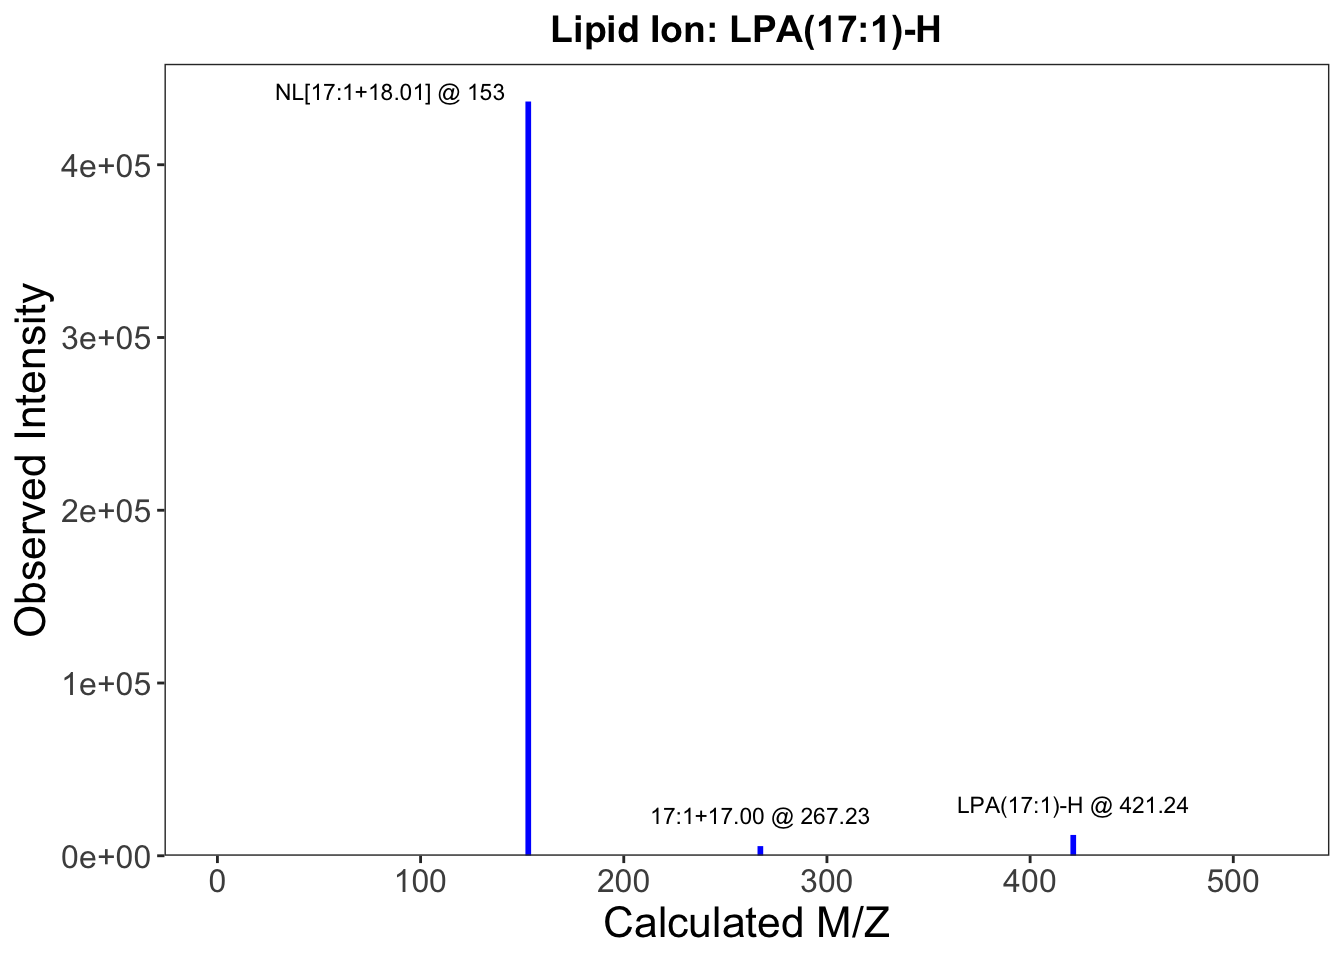 Lipid Ion: LPA(17:1)-H
NL[17:1+18.01] @ 153
4e+05
3e+05
Observed Intensity
2e+05
1e+05
17:1+17.00 @ 267.23
LPA(17:1)-H @ 421.24
0e+00
0 100 200 300 400 500
Calculated M/Z